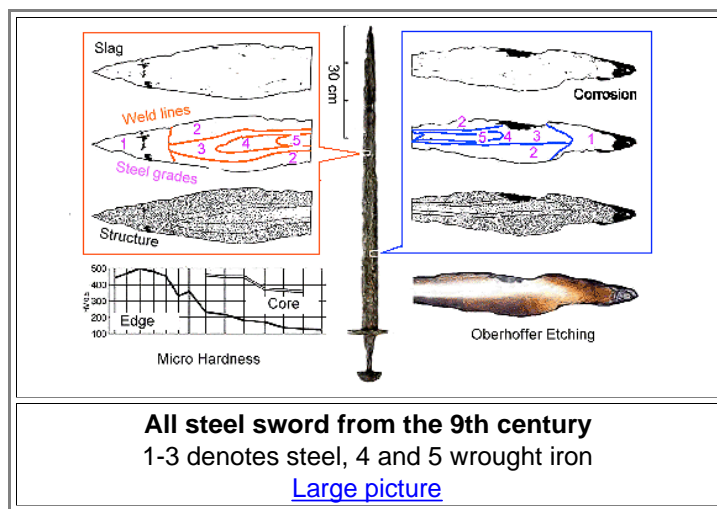 Slag
30 cm
Corrosion
Weld lines
2
1
3
4
5
2
Steel grades
2
5
4
3
1
2
Structure
500
400
300
200
100
Core
Edge
Micro Hardness
Oberhoffer Etching
All steel sword from the 9th century
1-3 denotes steel, 4 and 5 wrought iron
Large picture